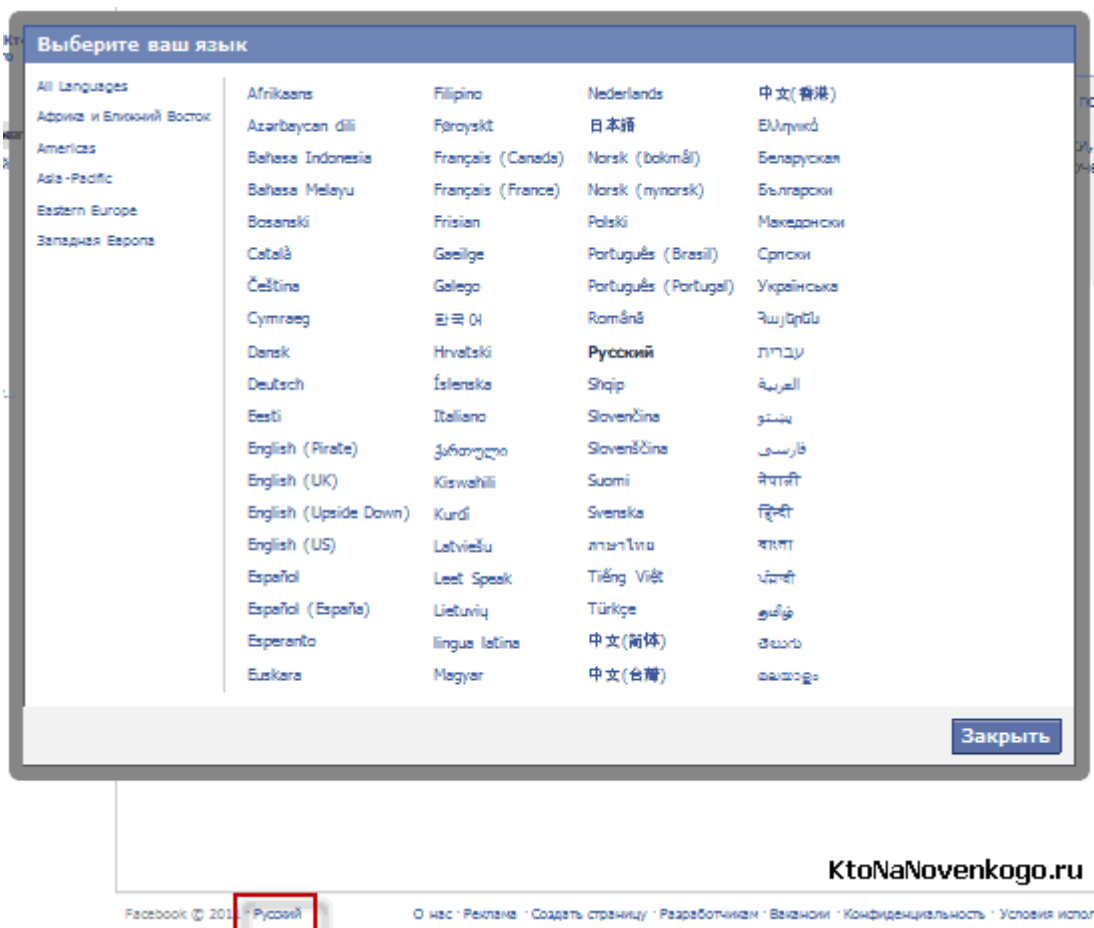 Выберите ваш язык
All Languages
Африка и Ближний Восток
Americas
Asia-Pacific
Eastern Europe
Западная Европа
Afrikaans
Azərbaycan dili
Bahasa Indonesia
Bahasa Melayu
Bosanski
Català
Čeština
Cymraeg
Dansk
Deutsch
Eesti
English (Pirate)
English (UK)
English (Upside Down)
English (US)
Español
Español (España)
Esperanto
Euskara
Filipino
Føroyskt
Français (Canada)
Français (France)
Frisian
Gaeilge
Galego
한국어
Hrvatski
Íslenska
Italiano
ქართული
Kiswahili
Kurdî
Latviešu
Leet Speak
Lietuvių
lingua latina
Magyar
Nederlands
日本語
Norsk (bokmål)
Norsk (nynorsk)
Polski
Português (Brasil)
Português (Portugal)
Română
Русский
Shqip
Slovenčina
Slovenščina
Suomi
Svenska
ภาษาไทย
Tiếng Việt
Türkçe
中文(简体)
中文(台灣)
中文(香港)
Ελληνικά
Беларуская
Български
Македонски
Српски
Українська
Հայերեն
עברית
العربية
پښتو
فارسی
नेपाली
हिन्दी
বাংলা
ਪੰਜਾਬੀ
தமிழ்
తెలుగు
മലയാളം
Закрыть
KtoNaNovenkogo.ru
Facebook © 2011 · Русский
О нас · Реклама · Создать страницу · Разработчикам · Вакансии · Конфиденциальность · Условия испол